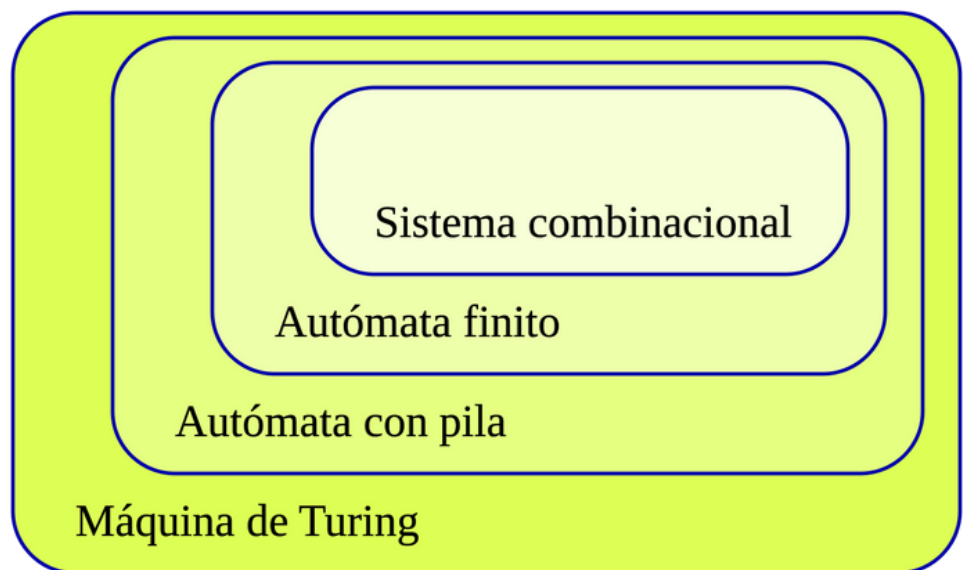 Sistema combinacional
Autómata finito
Autómata con pila
Máquina de Turing